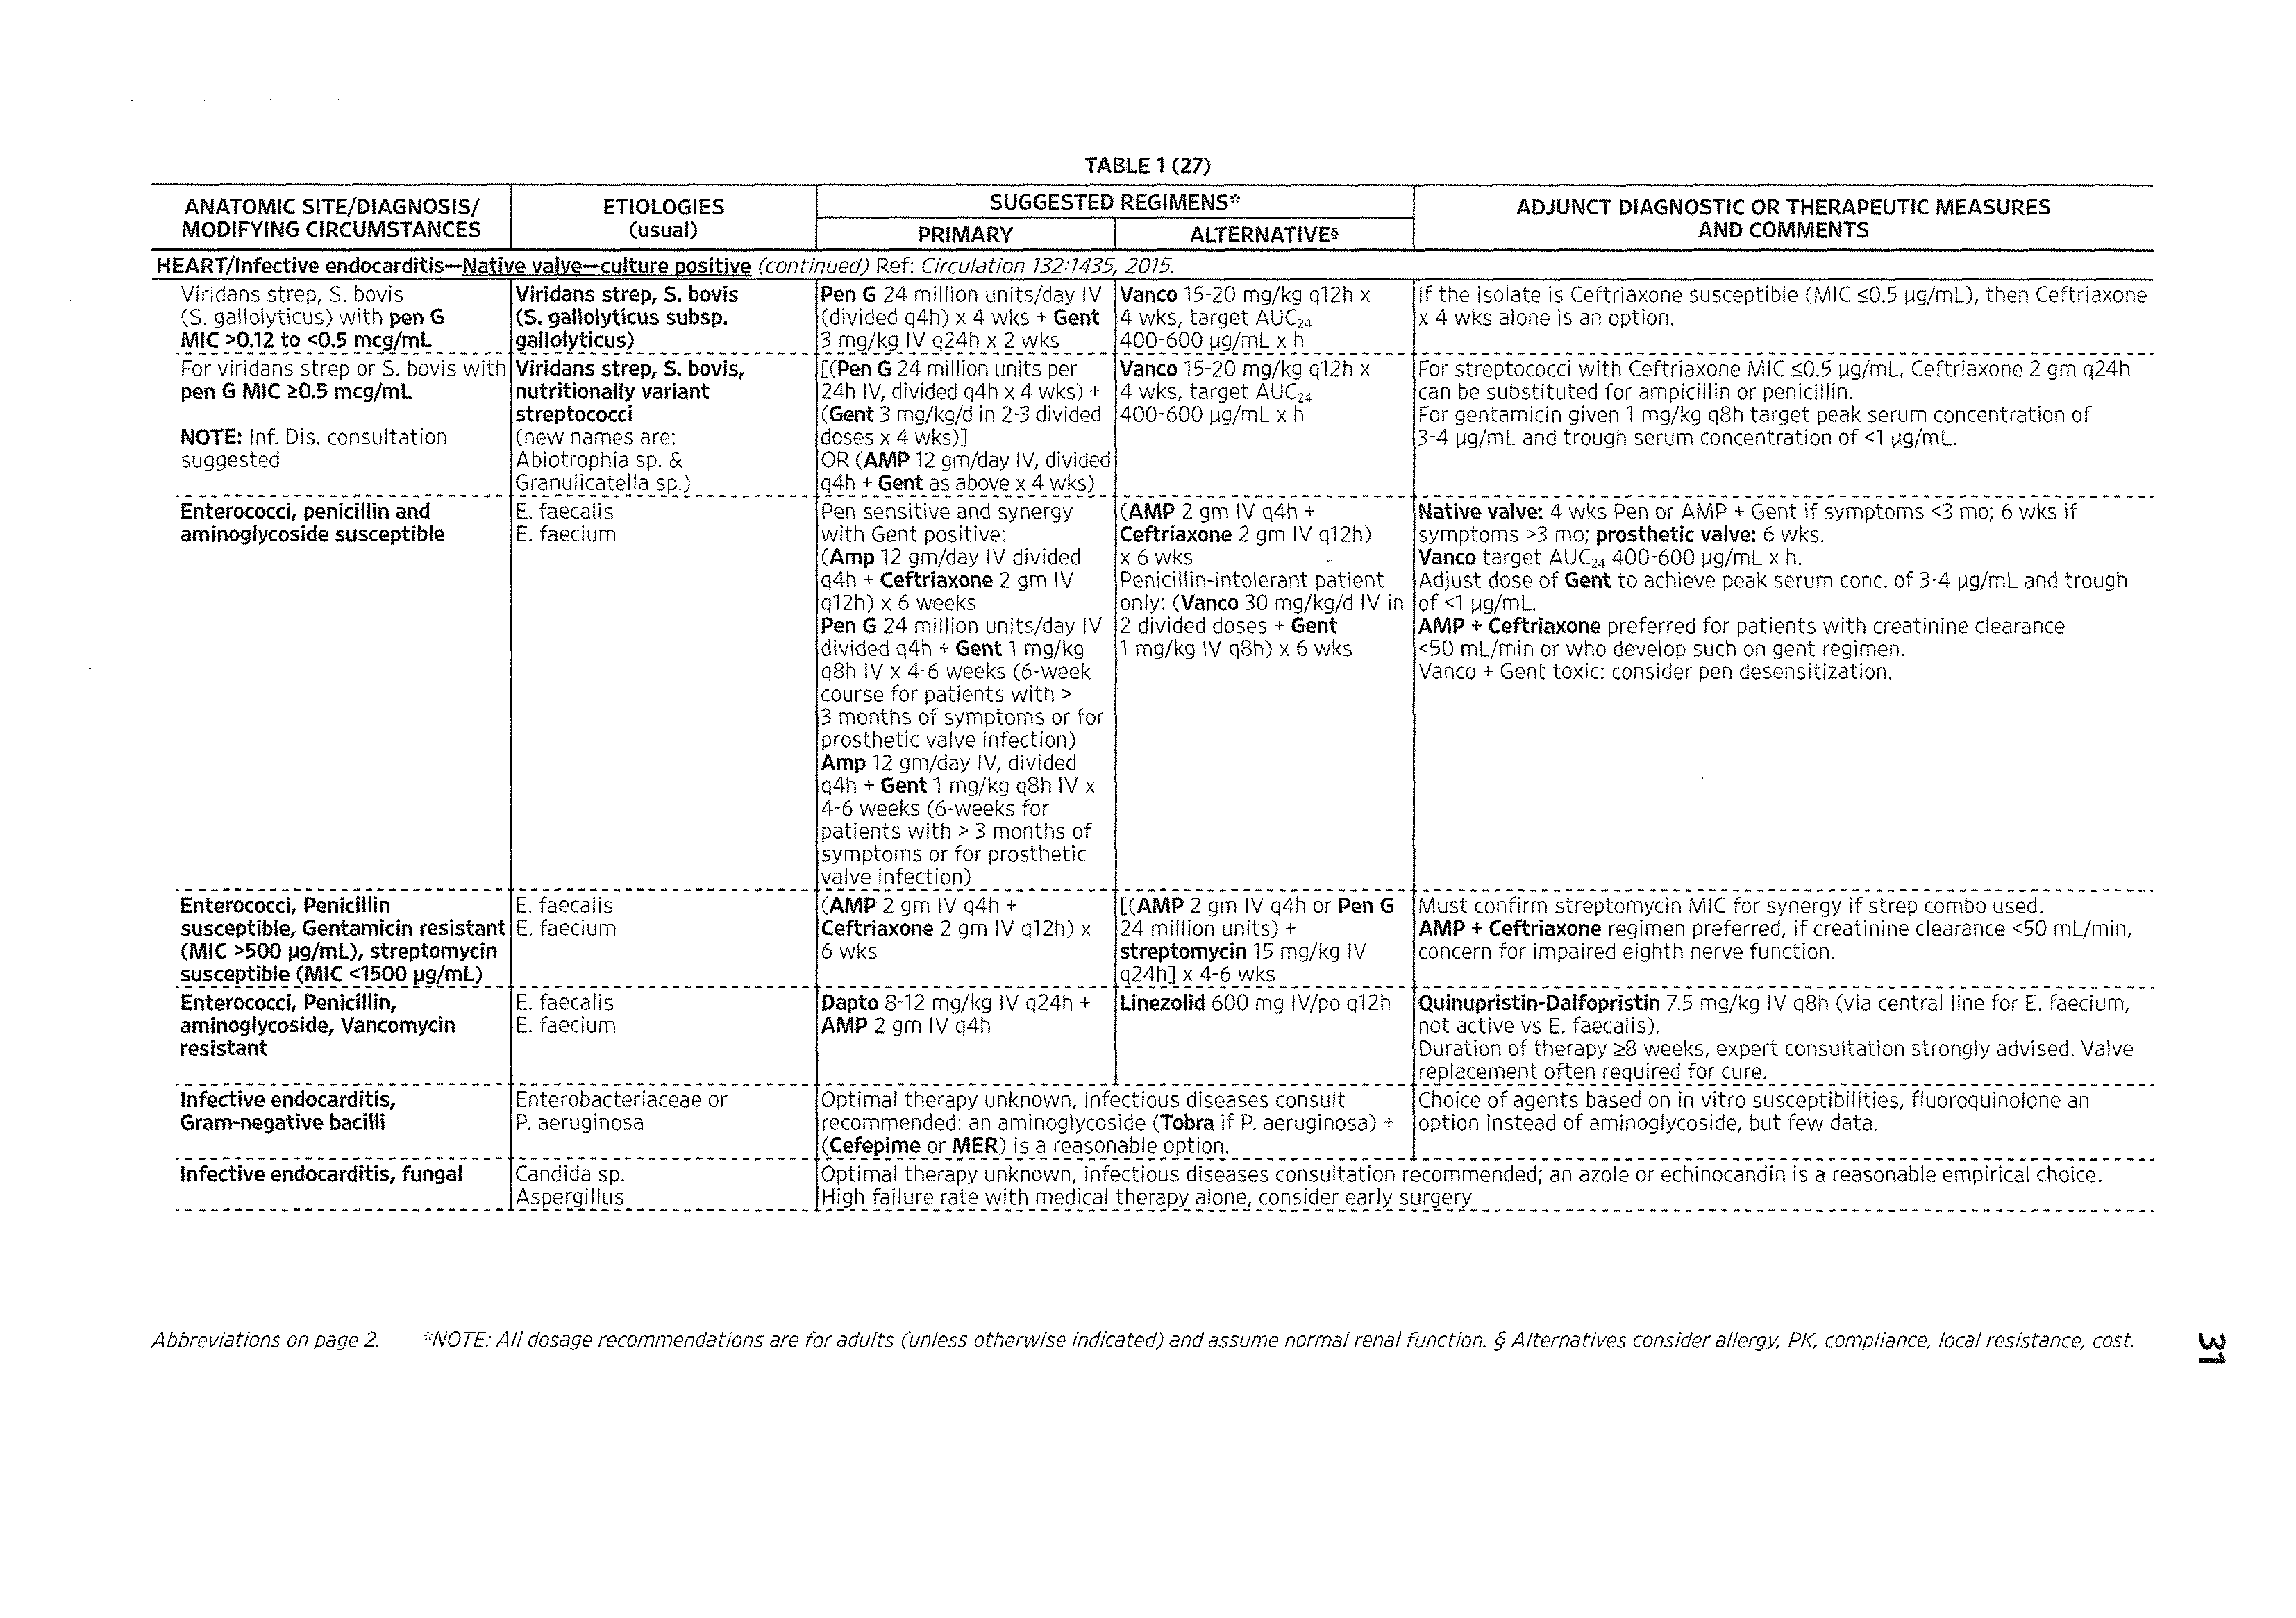 TABLE 1 (27)
ANATOMIC SITE/DIAGNOSIS/
MODIFYING CIRCUMSTANCES
ETIOLOGIES
(usual)
SUGGESTED REGIMENS*
PRIMARY
ALTERNATIVE§
ADJUNCT DIAGNOSTIC OR THERAPEUTIC MEASURES
AND COMMENTS
HEART/Infective endocarditis—Native valve—culture positive (continued) Ref: Circulation 132:1435, 2015.
Viridans strep, S. bovis
(S. gallolyticus) with pen G
MIC >0.12 to <0.5 mcg/mL
Viridans strep, S. bovis
(S. gallolyticus subsp.
gallolyticus)
Pen G 24 million units/day IV
(divided q4h) x 4 wks + Gent
3 mg/kg IV q24h x 2 wks
Vanco 15-20 mg/kg q12h x
4 wks, target AUC24
400-600 µg/mL x h
If the isolate is Ceftriaxone susceptible (MIC ≤0.5 µg/mL), then Ceftriaxone
x 4 wks alone is an option.
For viridans strep or S. bovis with
pen G MIC ≥0.5 mcg/mL
NOTE: Inf. Dis. consultation
suggested
Viridans strep, S. bovis,
nutritionally variant
streptococci
(new names are:
Abiotrophia sp. &
Granulicatella sp.)
[(Pen G 24 million units per
24h IV, divided q4h x 4 wks) +
(Gent 3 mg/kg/d in 2-3 divided
doses x 4 wks)]
OR (AMP 12 gm/day IV, divided
q4h + Gent as above x 4 wks)
Vanco 15-20 mg/kg q12h x
4 wks, target AUC24
400-600 µg/mL x h
For streptococci with Ceftriaxone MIC ≤0.5 µg/mL, Ceftriaxone 2 gm q24h
can be substituted for ampicillin or penicillin.
For gentamicin given 1 mg/kg q8h target peak serum concentration of
3-4 µg/mL and trough serum concentration of <1 µg/mL.
Enterococci, penicillin and
aminoglycoside susceptible
E. faecalis
E. faecium
Pen sensitive and synergy
with Gent positive:
(Amp 12 gm/day IV divided
q4h + Ceftriaxone 2 gm IV
q12h) x 6 weeks
Pen G 24 million units/day IV
divided q4h + Gent 1 mg/kg
q8h IV x 4-6 weeks (6-week
course for patients with >
3 months of symptoms or for
prosthetic valve infection)
Amp 12 gm/day IV, divided
q4h + Gent 1 mg/kg q8h IV x
4-6 weeks (6-weeks for
patients with > 3 months of
symptoms or for prosthetic
valve infection)
(AMP 2 gm IV q4h +
Ceftriaxone 2 gm IV q12h)
x 6 wks
Penicillin-intolerant patient
only: (Vanco 30 mg/kg/d IV in
2 divided doses + Gent
1 mg/kg IV q8h) x 6 wks
Native valve: 4 wks Pen or AMP + Gent if symptoms <3 mo; 6 wks if
symptoms >3 mo; prosthetic valve: 6 wks.
Vanco target AUC24 400-600 µg/mL x h.
Adjust dose of Gent to achieve peak serum conc. of 3-4 µg/mL and trough
of <1 µg/mL.
AMP + Ceftriaxone preferred for patients with creatinine clearance
<50 mL/min or who develop such on gent regimen.
Vanco + Gent toxic: consider pen desensitization.
Enterococci, Penicillin
susceptible, Gentamicin resistant
(MIC >500 µg/mL), streptomycin
susceptible (MIC <1500 µg/mL)
E. faecalis
E. faecium
(AMP 2 gm IV q4h +
Ceftriaxone 2 gm IV q12h) x
6 wks
[(AMP 2 gm IV q4h or Pen G
24 million units) +
streptomycin 15 mg/kg IV
q24h] x 4-6 wks
Must confirm streptomycin MIC for synergy if strep combo used.
AMP + Ceftriaxone regimen preferred, if creatinine clearance <50 mL/min,
concern for impaired eighth nerve function.
Enterococci, Penicillin,
aminoglycoside, Vancomycin
resistant
E. faecalis
E. faecium
Dapto 8-12 mg/kg IV q24h +
AMP 2 gm IV q4h
Linezolid 600 mg IV/po q12h
Quinupristin-Dalfopristin 7.5 mg/kg IV q8h (via central line for E. faecium,
not active vs E. faecalis).
Duration of therapy ≥8 weeks, expert consultation strongly advised. Valve
replacement often required for cure.
Infective endocarditis,
Gram-negative bacilli
Enterobacteriaceae or
P. aeruginosa
Optimal therapy unknown, infectious diseases consult
recommended: an aminoglycoside (Tobra if P. aeruginosa) +
(Cefepime or MER) is a reasonable option.
Choice of agents based on in vitro susceptibilities, fluoroquinolone an
option instead of aminoglycoside, but few data.
Infective endocarditis, fungal
Candida sp.
Aspergillus
Optimal therapy unknown, infectious diseases consultation recommended; an azole or echinocandin is a reasonable empirical choice.
High failure rate with medical therapy alone, consider early surgery
Abbreviations on page 2. *NOTE: All dosage recommendations are for adults (unless otherwise indicated) and assume normal renal function. § Alternatives consider allergy, PK, compliance, local resistance, cost.
31